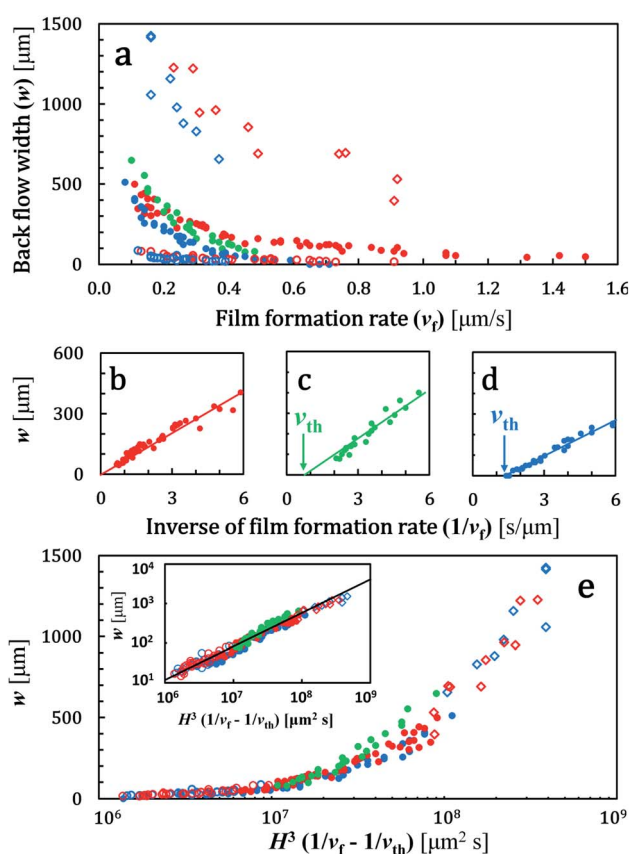 a
Back flow width (w) [μm]
1500
1000
500
0
0.0 0.2 0.4 0.6 0.8 1.0 1.2 1.4 1.6
Film formation rate (vf) [μm/s]
b c d
w [μm]
600
300
0
vth
vth
0 3 6 0 3 6 0 3 6
Inverse of film formation rate (1/vf) [s/μm]
e
w [μm]
1500
1000
500
0
w [μm]
10⁴
10³
10²
10¹
10⁶ 10⁷ 10⁸ 10⁹
H³ (1/vf - 1/vth) [μm² s]
10⁶ 10⁷ 10⁸ 10⁹
H³ (1/vf - 1/vth) [μm² s]